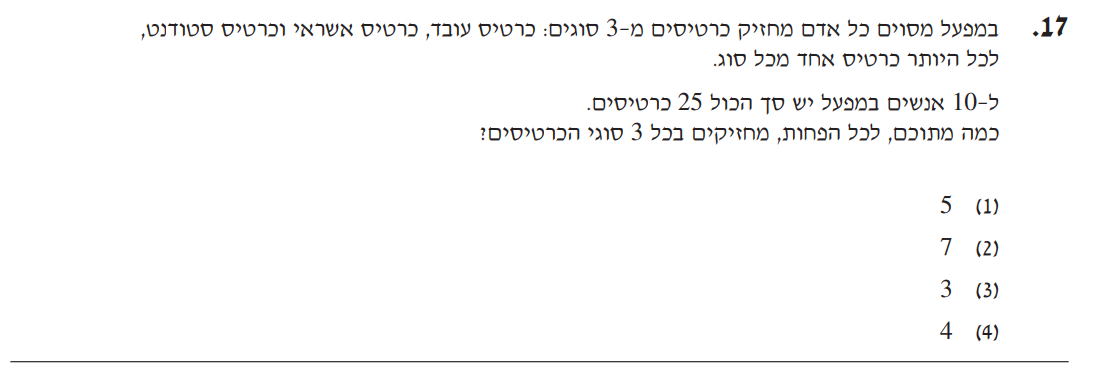 17. במפעל מסוים כל אדם מחזיק כרטיסים מ-3 סוגים: כרטיס עובד, כרטיס אשראי וכרטיס סטודנט,
לכל היותר כרטיס אחד מכל סוג.
ל-10 אנשים במפעל יש סך הכול 25 כרטיסים.
כמה מתוכם, לכל הפחות, מחזיקים בכל 3 סוגי הכרטיסים?
(1) 5
(2) 7
(3) 3
(4) 4